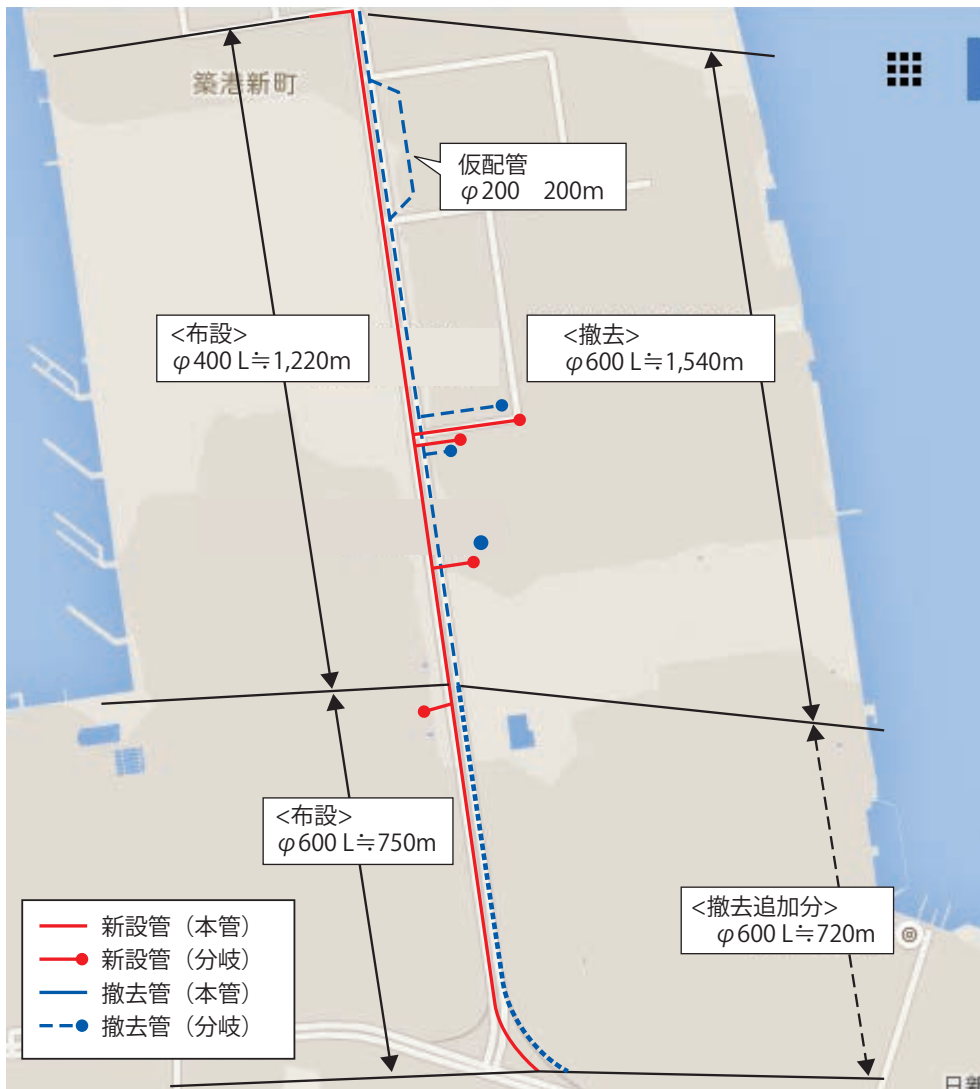 築港新町
仮配管
φ200 200m
<布設>
φ400 L≒1,220m
<撤去>
φ600 L≒1,540m
<布設>
φ600 L≒750m
<撤去追加分>
φ600 L≒720m
新設管（本管）
新設管（分岐）
撤去管（本管）
撤去管（分岐）